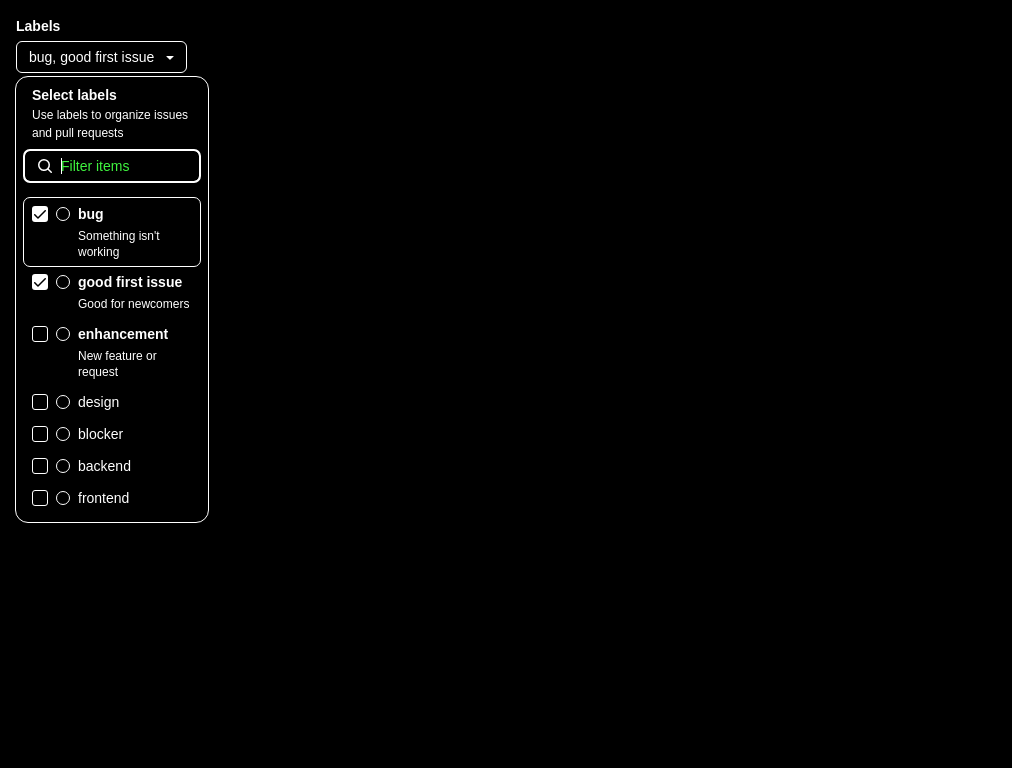 Labels
bug, good first issue
Select labels
Use labels to organize issues
and pull requests
Filter items
bug
Something isn't
working
good first issue
Good for newcomers
enhancement
New feature or
request
design
blocker
backend
frontend